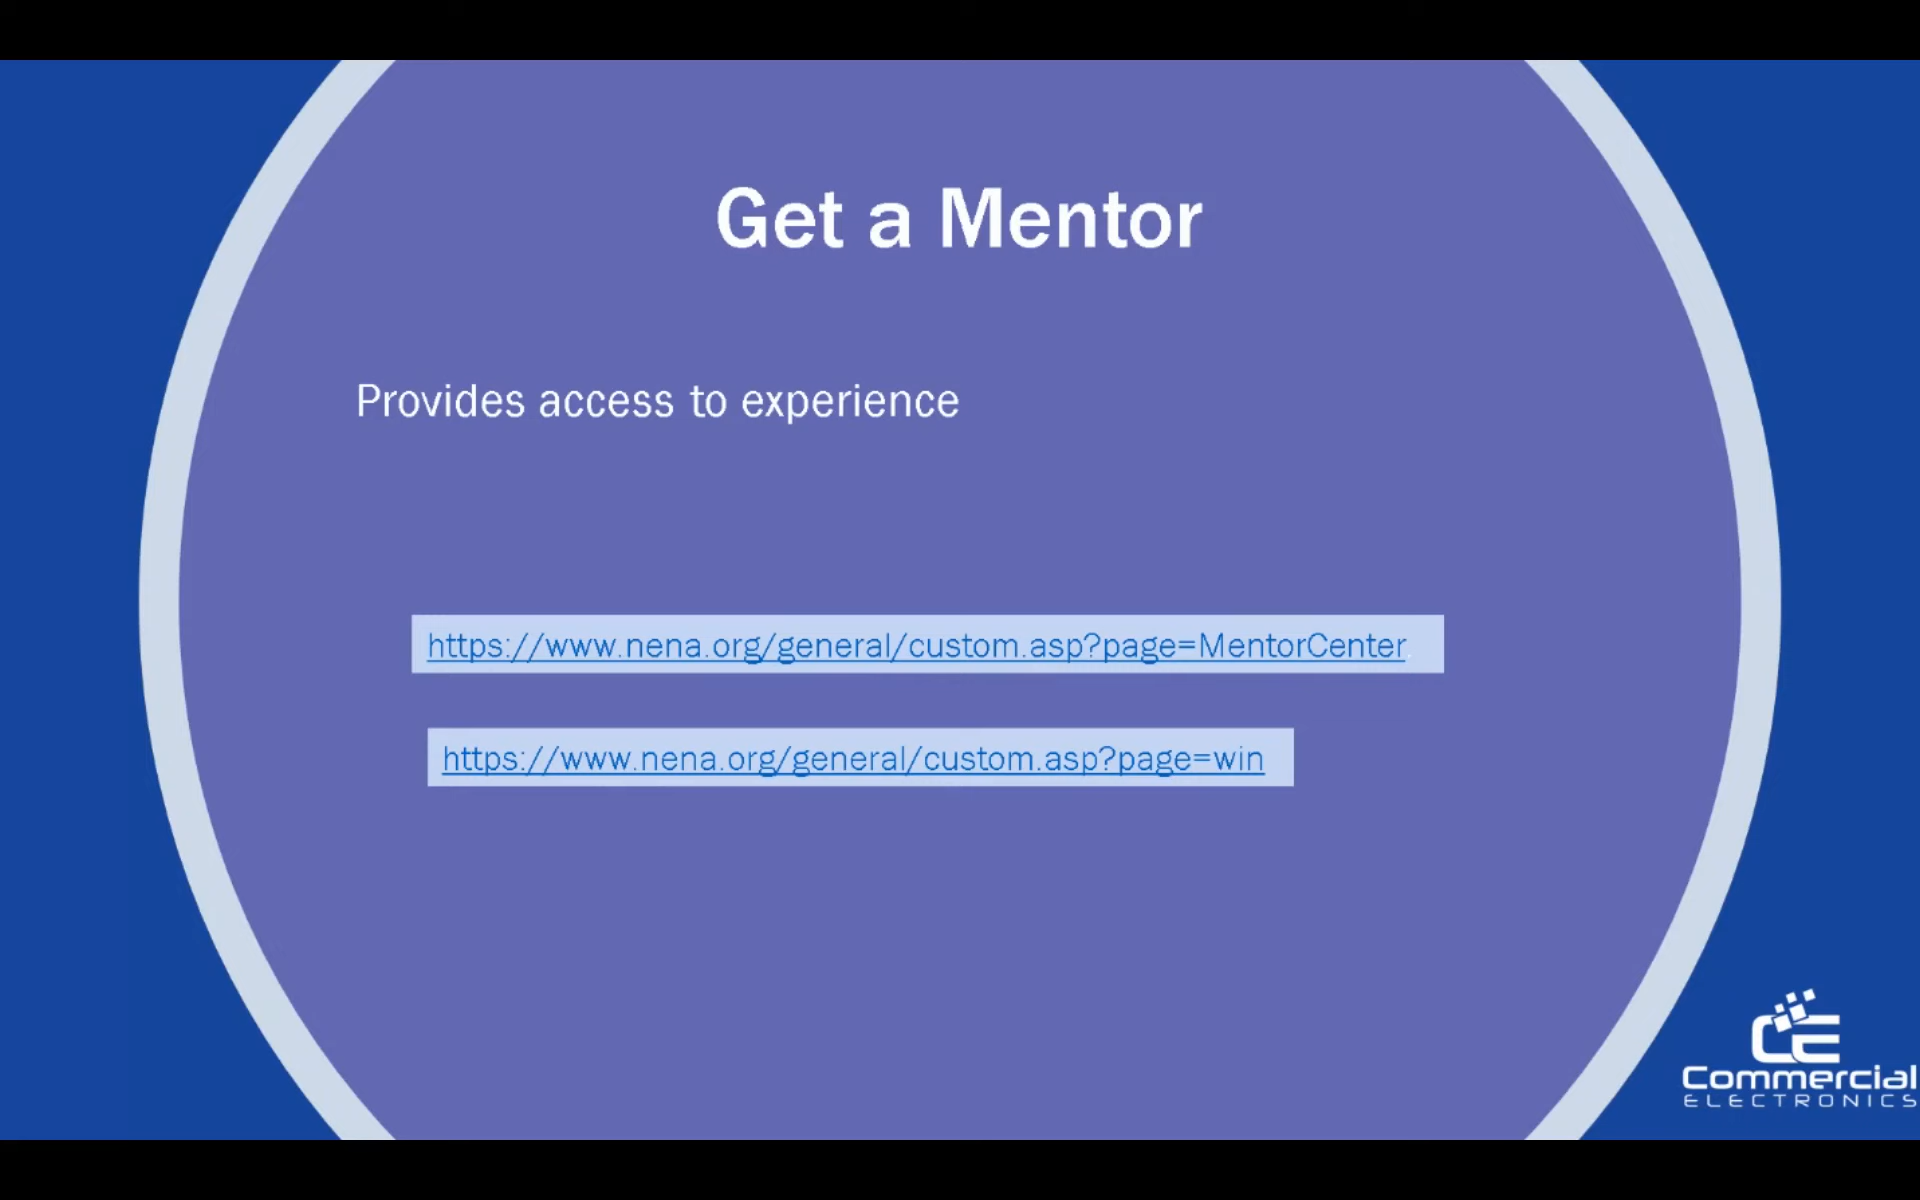 Get a Mentor
Provides access to experience
https://www.nena.org/general/custom.asp?page=MentorCenter.
https://www.nena.org/general/custom.asp?page=win
CE
Commercial
ELECTRONICS